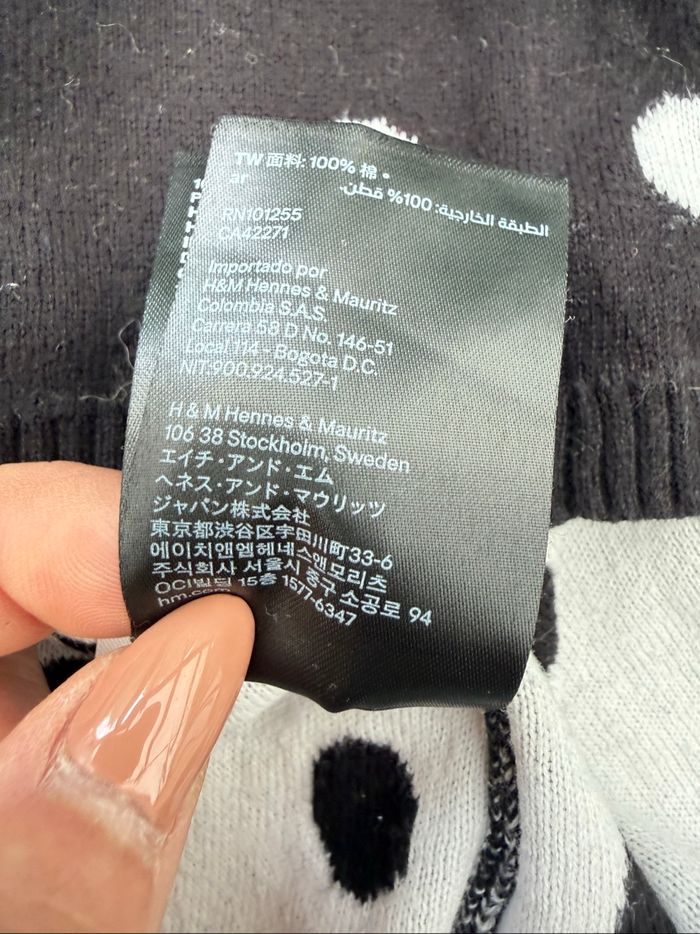 TW 面料: 100% 棉 •
ar
الطبقة الخارجية: 100% قطن.
RN101255
CA42271
Importado por
H&M Hennes & Mauritz
Colombia S.A.S.
Carrera 58 D No. 146-51
Local 114 - Bogota D.C
NIT:900.924.527-1
H & M Hennes & Mauritz
106 38 Stockholm, Sweden
エイチ・アンド・エム
ヘネス・アンド・マウリッツ
ジャパン株式会社
東京都渋谷区宇田川町33-6
에이치앤엠헤네스앤모리츠
주식회사 서울시 중구 소공로 94
OCI빌딩 15층 1577-6347
hm.com